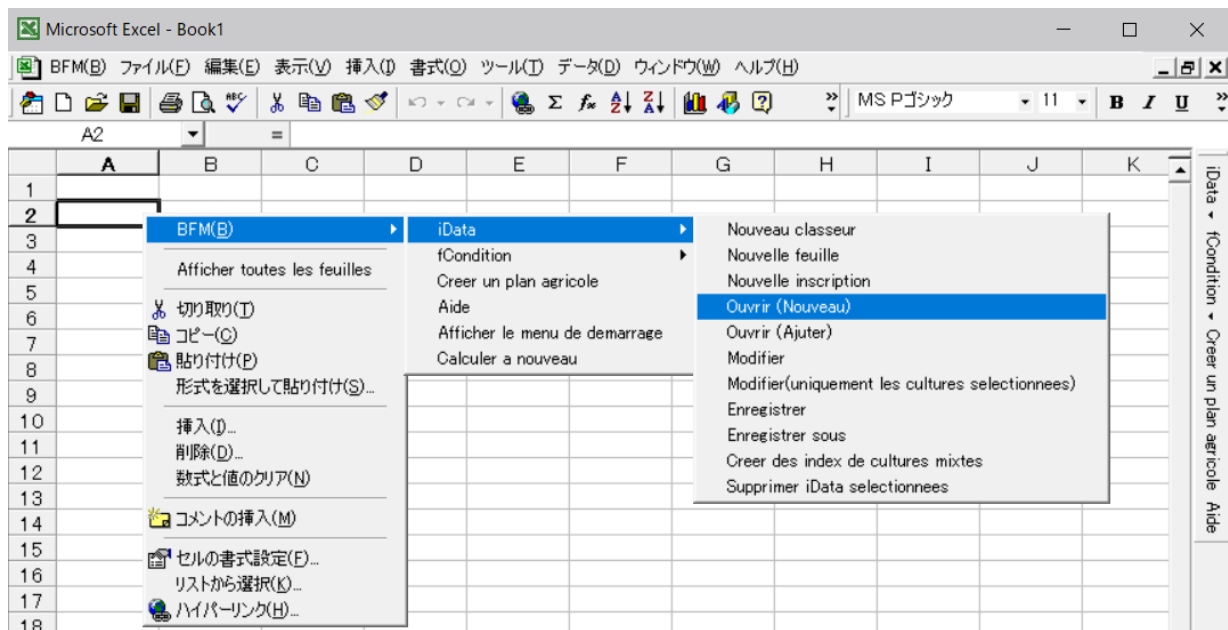 Microsoft Excel - Book1
BFM(B) ファイル(F) 編集(E) 表示(V) 挿入(I) 書式(O) ツール(T) データ(D) ウィンドウ(W) ヘルプ(H)
MS Pゴシック 11 B I U
A2 =
A B C D E F G H I J K
1
2
3
4
5
6
7
8
9
10
11
12
13
14
15
16
17
18
BFM(B)
Afficher toutes les feuilles
切り取り(T)
コピー(C)
貼り付け(P)
形式を選択して貼り付け(S)...
挿入(I)...
削除(D)...
数式と値のクリア(N)
コメントの挿入(M)
セルの書式設定(F)...
リストから選択(K)...
ハイパーリンク(H)...
iData
fCondition
Creer un plan agricole
Aide
Afficher le menu de demarrage
Calculer a nouveau
Nouveau classeur
Nouvelle feuille
Nouvelle inscription
Ouvrir (Nouveau)
Ouvrir (Ajuter)
Modifier
Modifier(uniquement les cultures selectionnees)
Enregistrer
Enregistrer sous
Creer des index de cultures mixtes
Supprimer iData selectionnees
iData fCondition Creer un plan agricole Aide